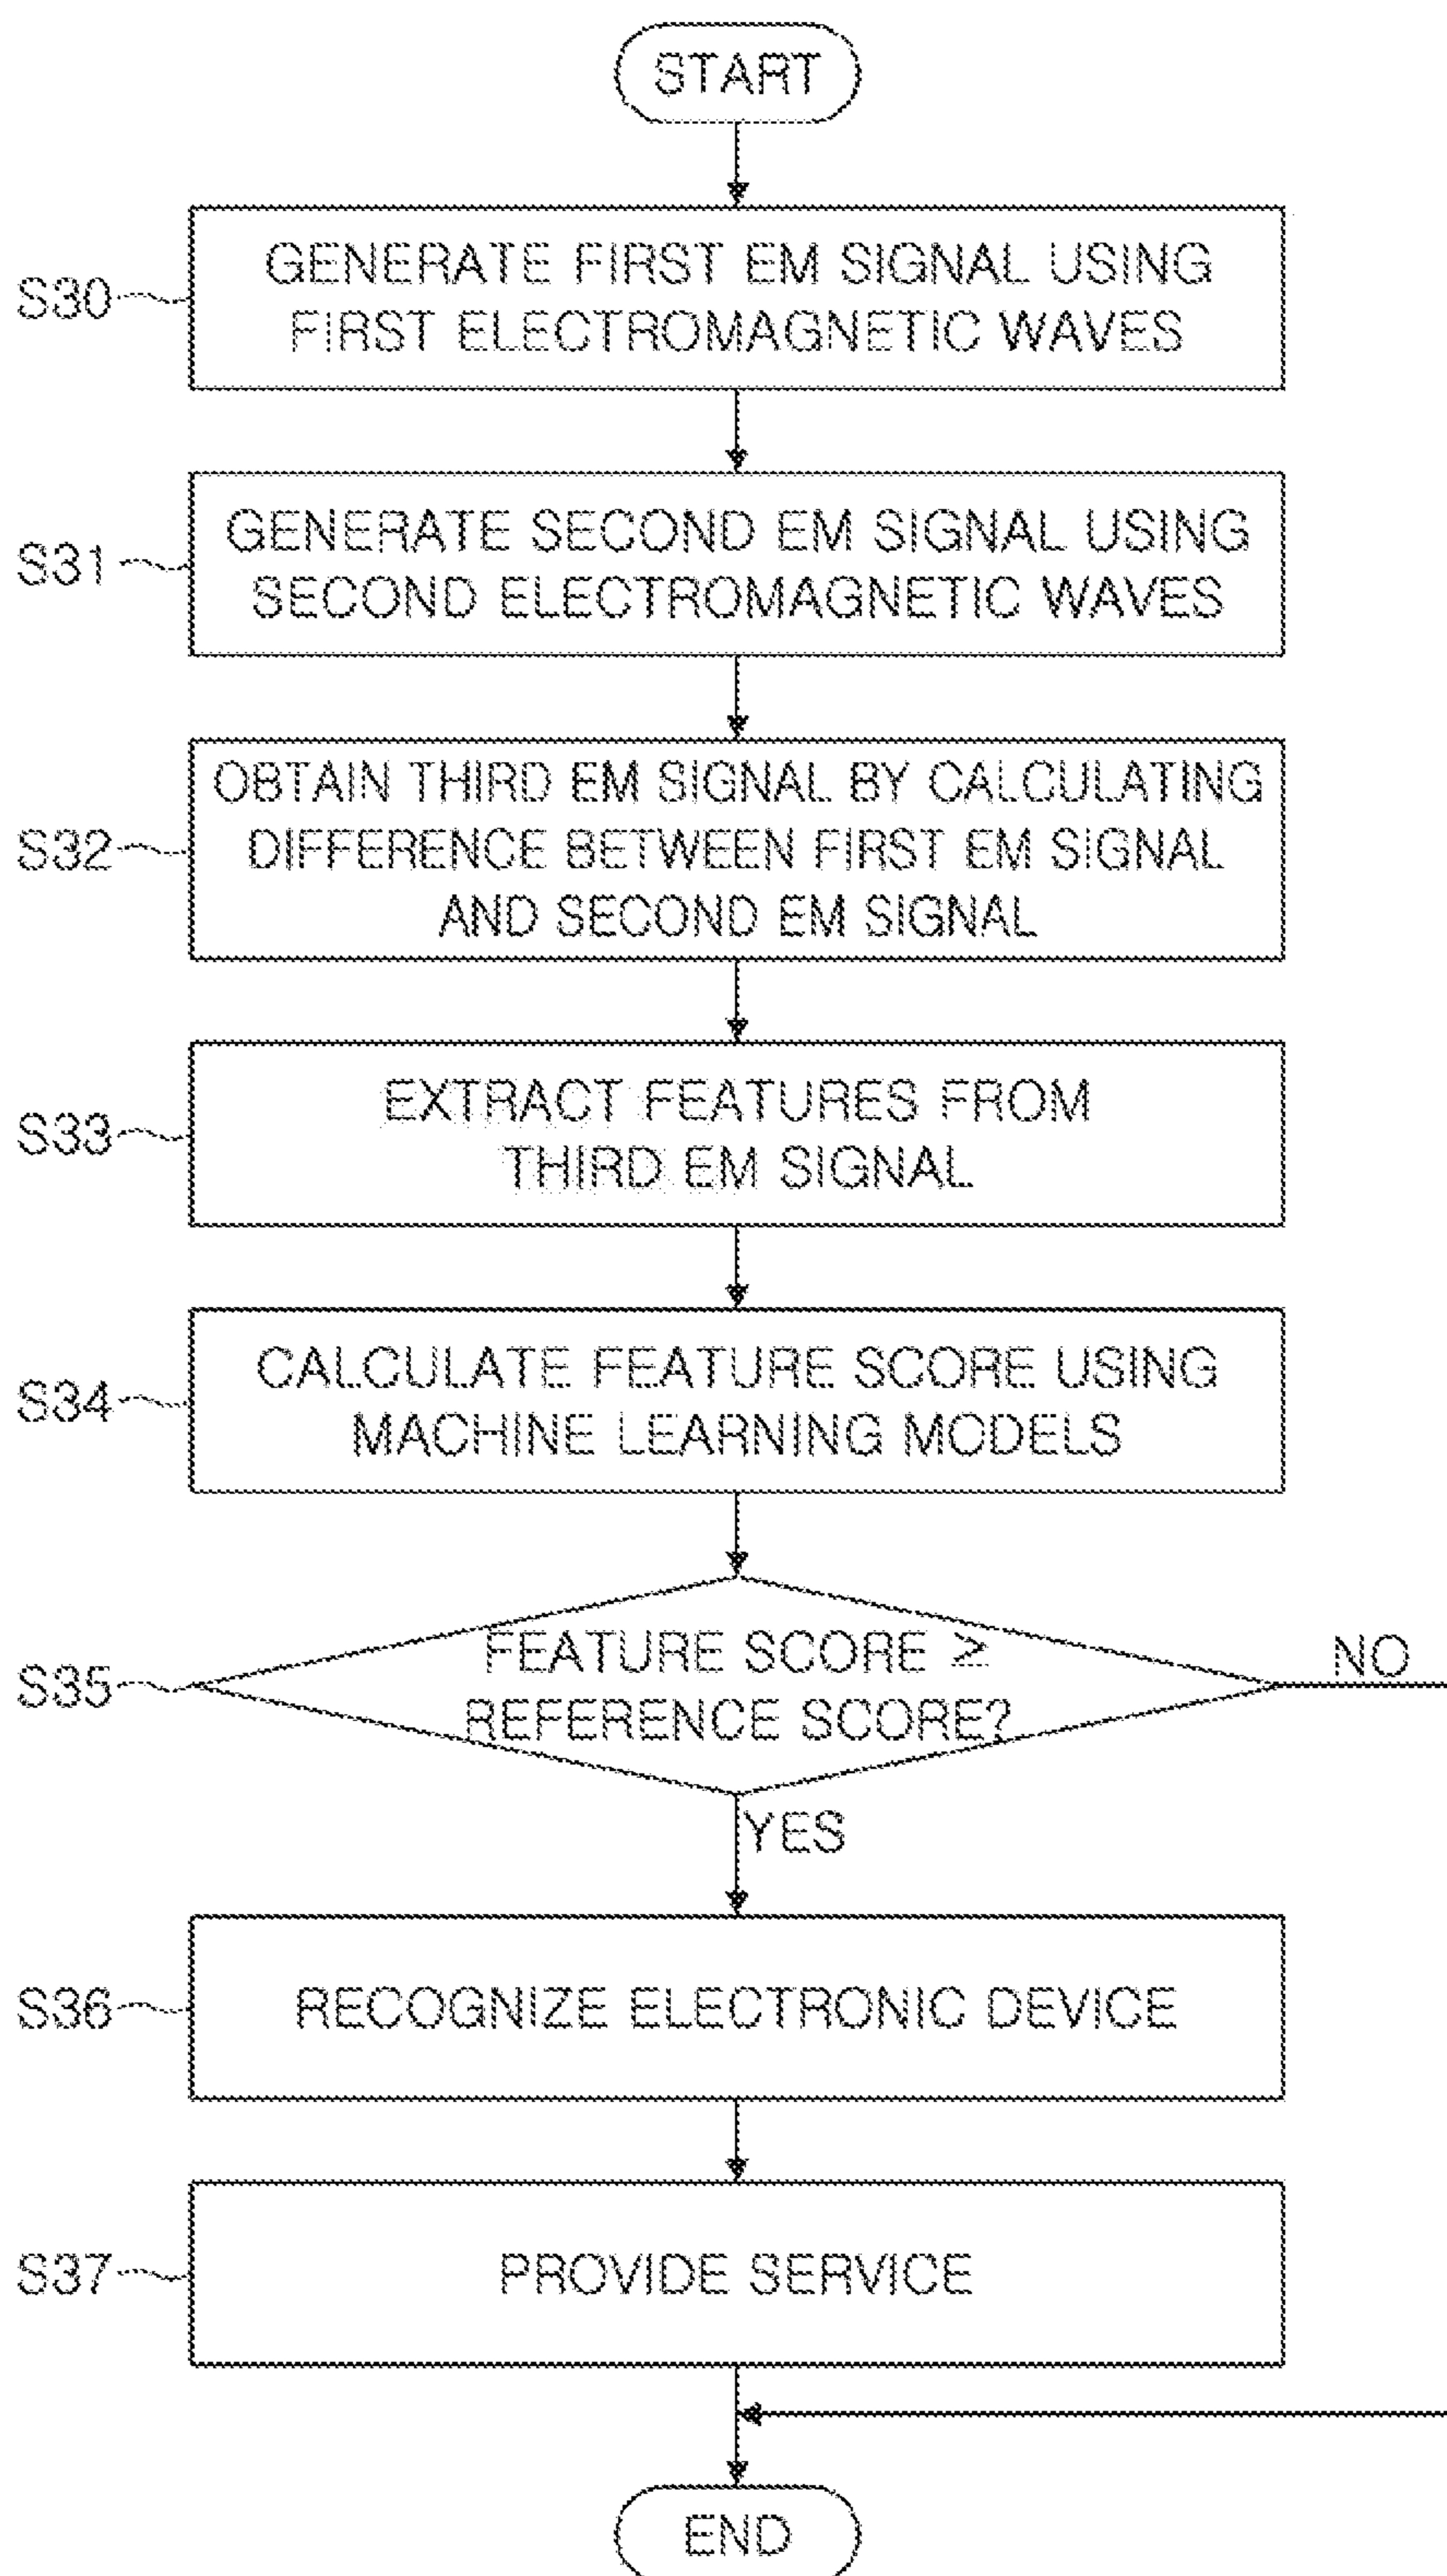 START
S30
GENERATE FIRST EM SIGNAL USING
FIRST ELECTROMAGNETIC WAVES
S31
GENERATE SECOND EM SIGNAL USING
SECOND ELECTROMAGNETIC WAVES
S32
OBTAIN THIRD EM SIGNAL BY CALCULATING
DIFFERENCE BETWEEN FIRST EM SIGNAL
AND SECOND EM SIGNAL
S33
EXTRACT FEATURES FROM
THIRD EM SIGNAL
S34
CALCULATE FEATURE SCORE USING
MACHINE LEARNING MODELS
S35
FEATURE SCORE ≥
REFERENCE SCORE?
NO
YES
S36
RECOGNIZE ELECTRONIC DEVICE
S37
PROVIDE SERVICE
END